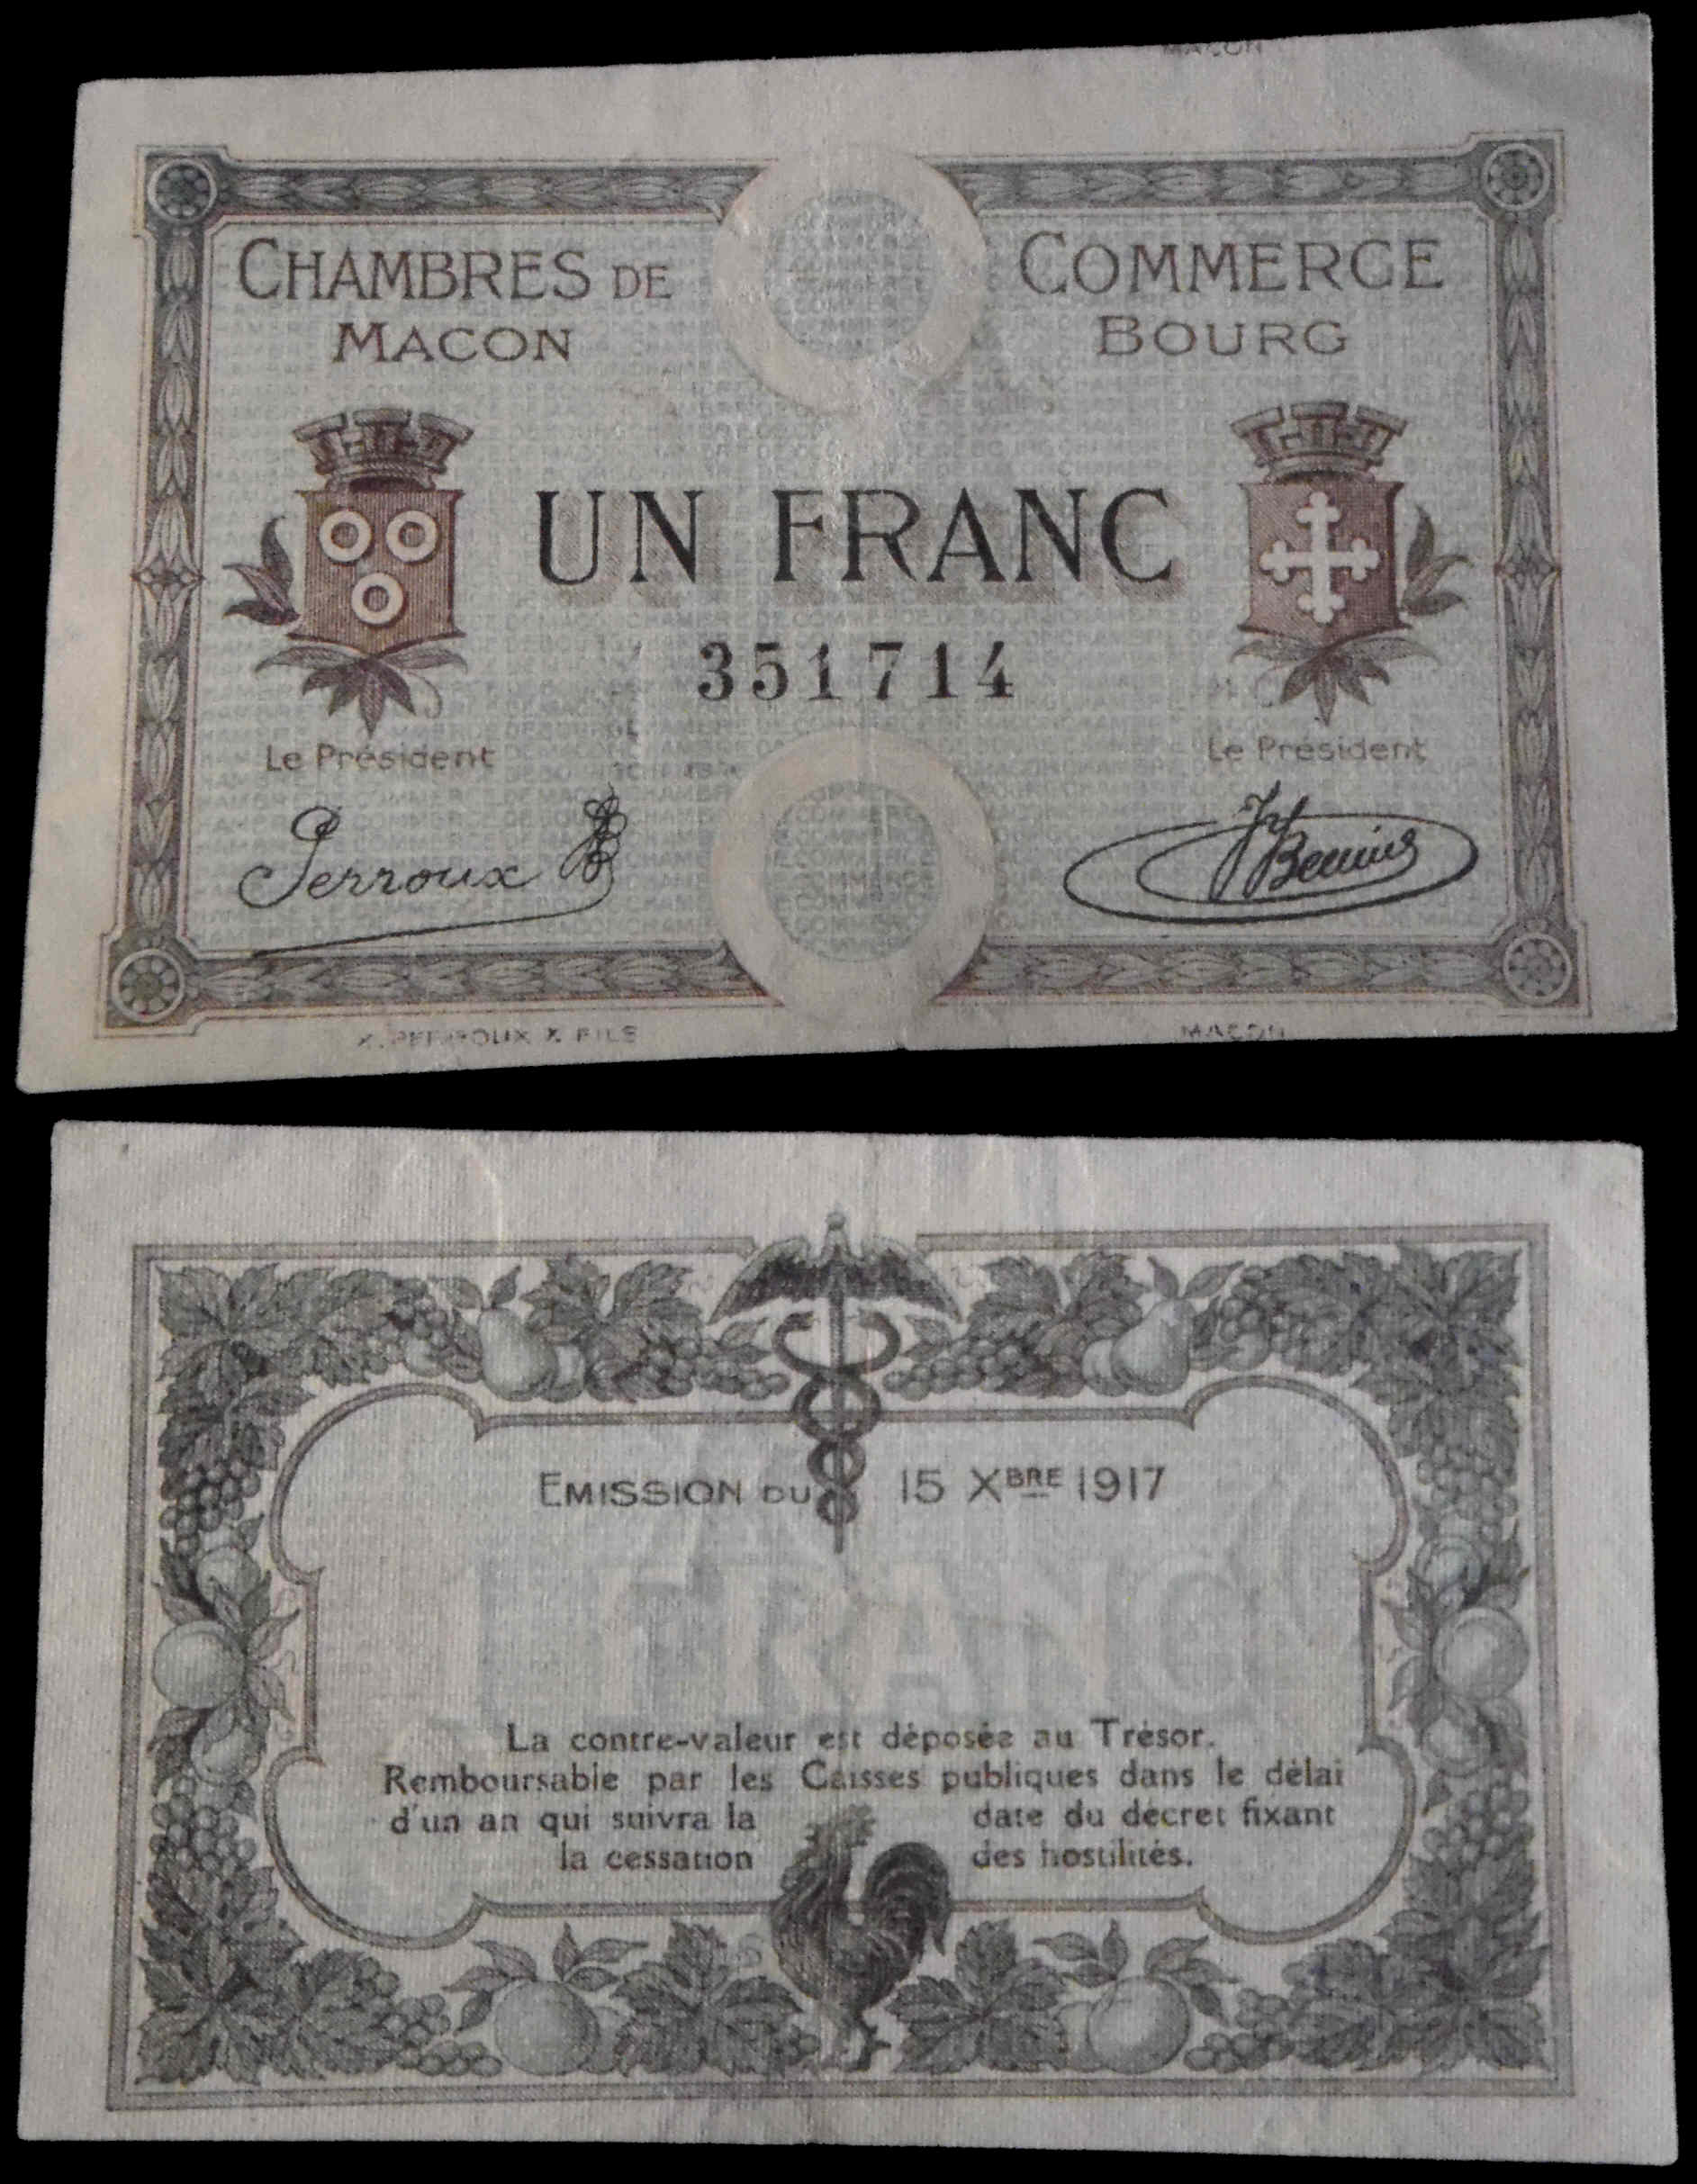 MACON
CHAMBRES DE COMMERCE
MACON BOURG
UN FRANC
351714
Le Président Le Président
Perroux
X. PERROUX & FILS MACON
EMISSION DU 15 XBRE 1917
1 FRANC
La contre-valeur est déposée au Trésor.
Remboursable par les Caisses publiques dans le délai
d'un an qui suivra la date du décret fixant
la cessation des hostilités.